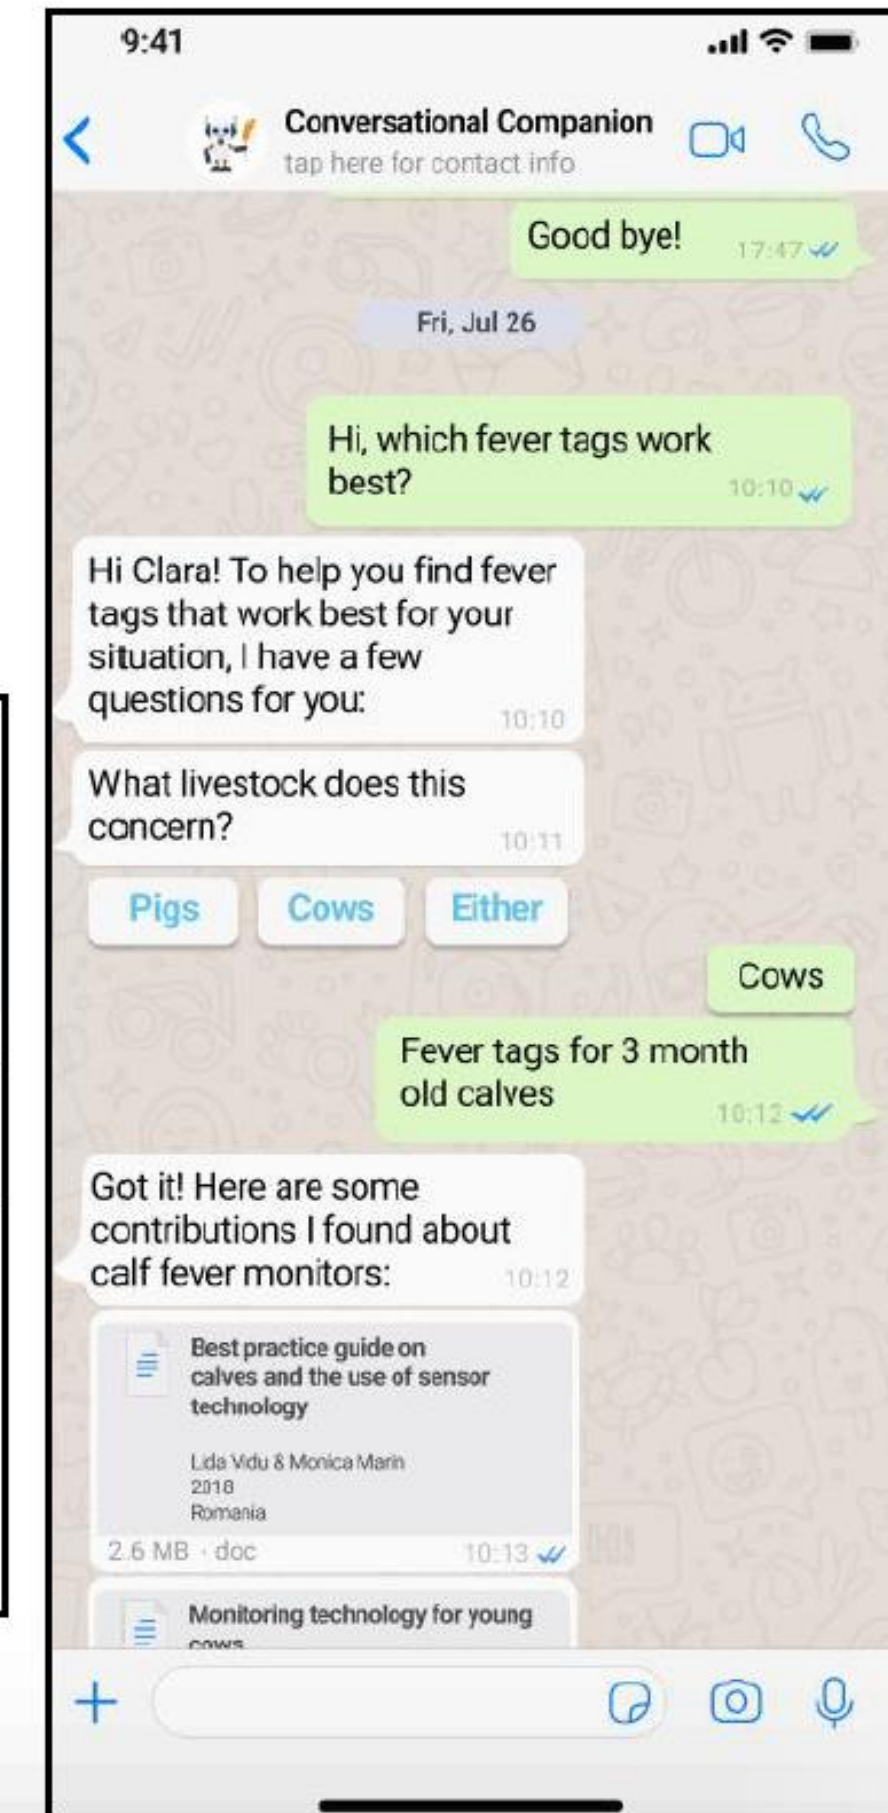 9:41
Conversational Companion
tap here for contact info
Good bye!
17:47
Fri, Jul 26
Hi, which fever tags work
best?
10:10
Hi Clara! To help you find fever
tags that work best for your
situation, I have a few
questions for you:
10:10
What livestock does this
concern?
10:11
Pigs Cows Either
Cows
Fever tags for 3 month
old calves
10:12
Got it! Here are some
contributions I found about
calf fever monitors:
10:12
Best practice guide on
calves and the use of sensor
technology
Lida Vidu & Monica Marin
2018
Romania
2.6 MB · doc 10:13
Monitoring technology for young
cows